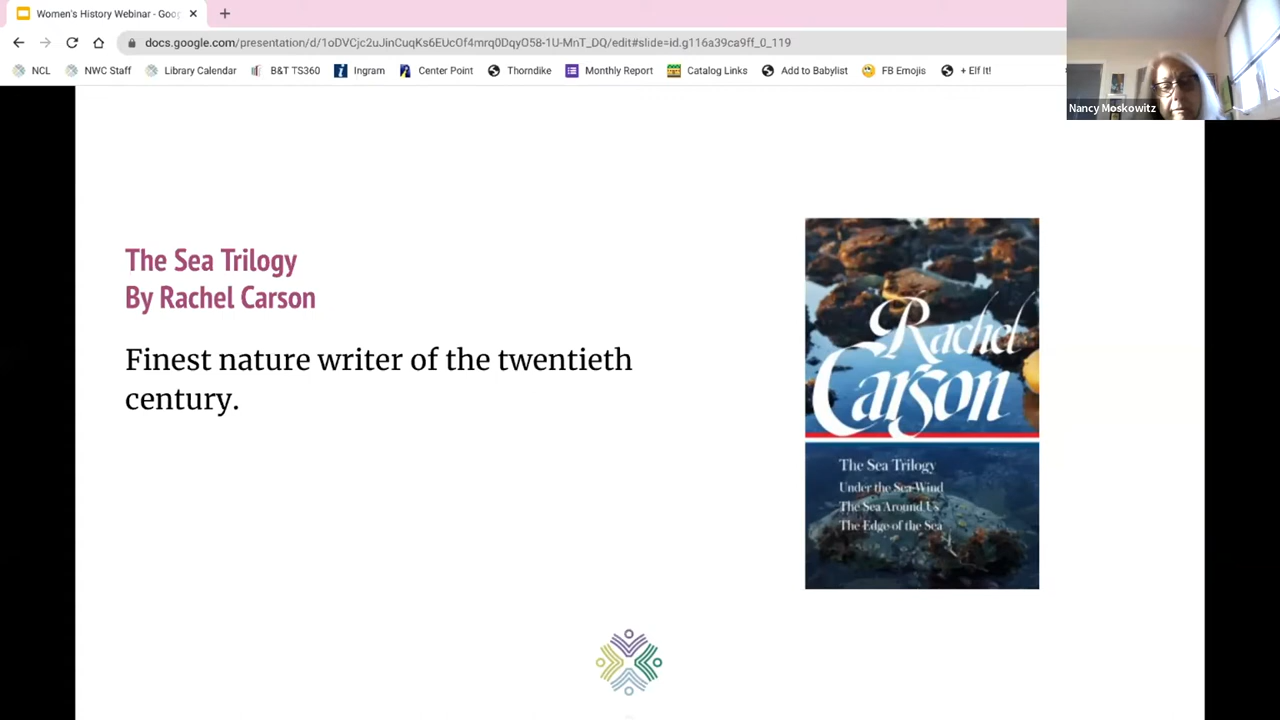 Women's History Webinar - Goo
docs.google.com/presentation/d/1oDVCjc2uJinCuqKs6EUcOf4mrq0DqyO58-1U-MnT_DQ/edit#slide=id.g116a39ca9ff_0_119
NCL NWC Staff Library Calendar B&T TS360 Ingram Center Point Thorndike Monthly Report Catalog Links Add to Babylist FB Emojis + Elf It!
Nancy Moskowitz
The Sea Trilogy
By Rachel Carson
Finest nature writer of the twentieth
century.
Rachel
Carson
The Sea Trilogy
Under the Sea-Wind
The Sea Around Us
The Edge of the Sea